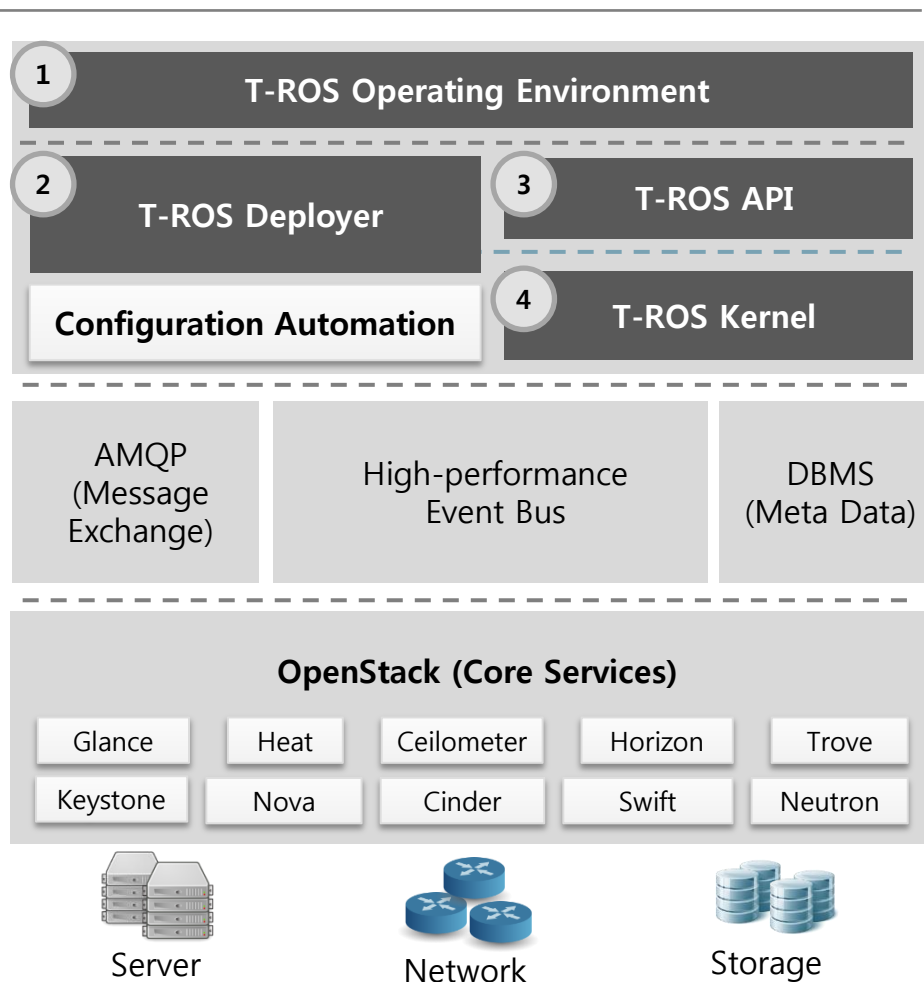 1
T-ROS Operating Environment
2
T-ROS Deployer
3
T-ROS API
Configuration Automation
4
T-ROS Kernel
AMQP
(Message
Exchange)
High-performance
Event Bus
DBMS
(Meta Data)
OpenStack (Core Services)
Glance
Heat
Ceilometer
Horizon
Trove
Keystone
Nova
Cinder
Swift
Neutron
Server
Network
Storage